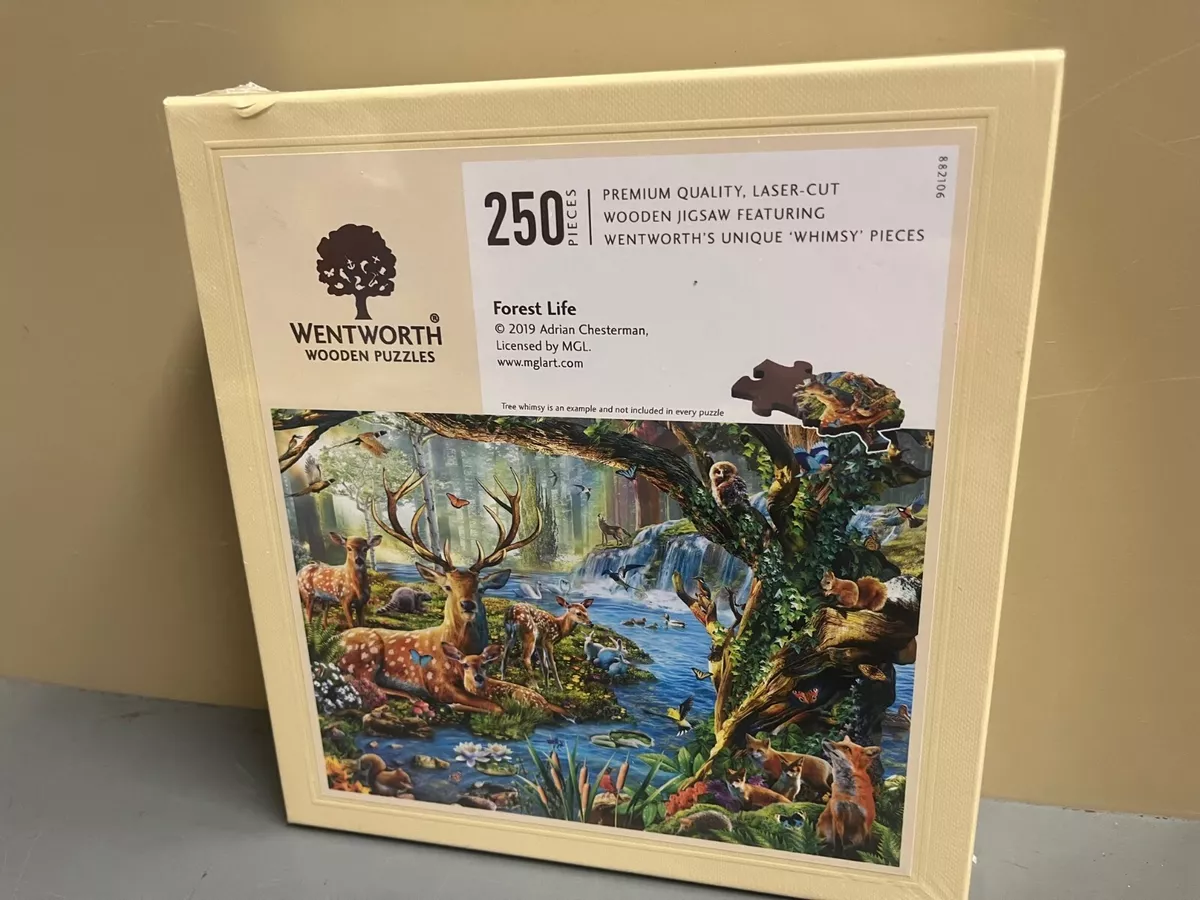 WENTWORTH®
WOODEN PUZZLES
250 PIECES
PREMIUM QUALITY, LASER-CUT
WOODEN JIGSAW FEATURING
WENTWORTH'S UNIQUE 'WHIMSY' PIECES
882106
Forest Life
© 2019 Adrian Chesterman,
Licensed by MGL.
www.mglart.com
Tree whimsy is an example and not included in every puzzle